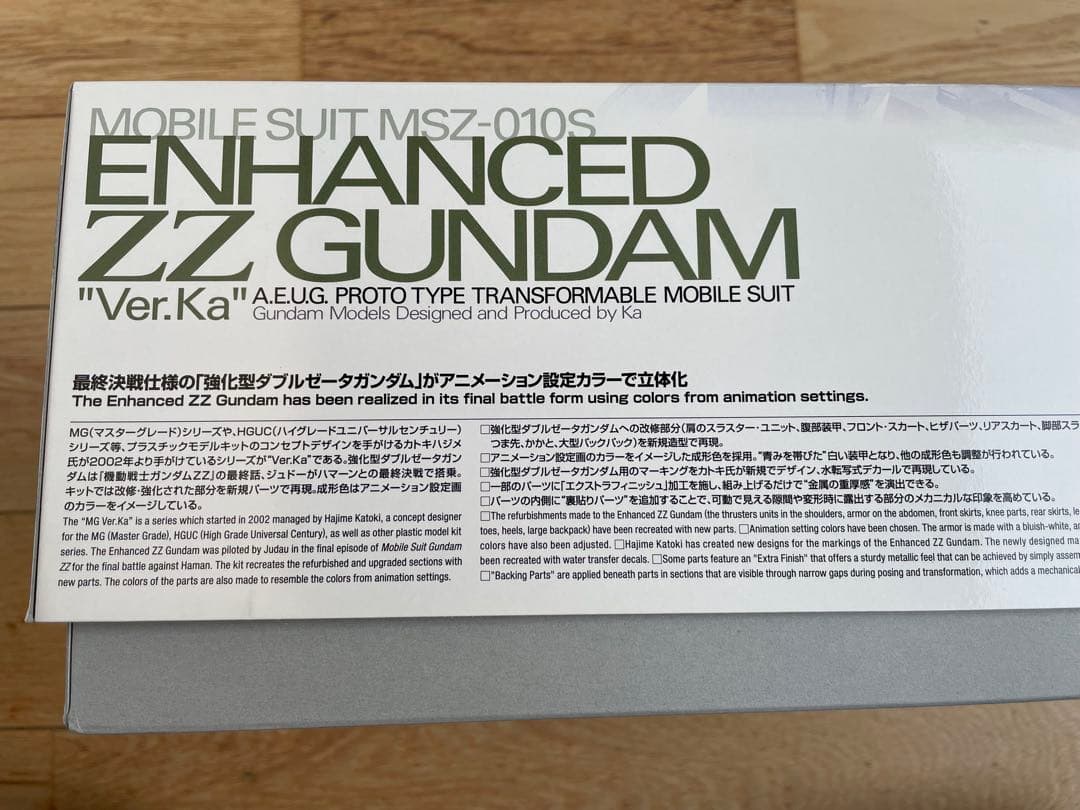 MOBILE SUIT MSZ-010S
ENHANCED
ZZ GUNDAM
"Ver.Ka" A.E.U.G. PROTO TYPE TRANSFORMABLE MOBILE SUIT
Gundam Models Designed and Produced by Ka
最終決戦仕様の「強化型ダブルゼータガンダム」がアニメーション設定カラーで立体化
The Enhanced ZZ Gundam has been realized in its final battle form using colors from animation settings.
MG(マスターグレード)シリーズや、HGUC(ハイグレードユニバーサルセンチュリー)
シリーズ等、プラスチックモデルキットのコンセプトデザインを手がけるカトキハジメ
氏が2002年より手がけているシリーズが"Ver.Ka"である。強化型ダブルゼータガン
ダムは「機動戦士ガンダムZZ」の最終話、ジュドーがハマーンとの最終決戦で搭乗。
キットでは改修・強化された部分を新規パーツで再現。成形色はアニメーション設定画
のカラーをイメージしている。
The "MG Ver.Ka" is a series which started in 2002 managed by Hajime Katoki, a concept designer
for the MG (Master Grade), HGUC (High Grade Universal Century), as well as other plastic model kit
series. The Enhanced ZZ Gundam was piloted by Judau in the final episode of Mobile Suit Gundam
ZZ for the final battle against Haman. The kit recreates the refurbished and upgraded sections with
new parts. The colors of the parts are also made to resemble the colors from animation settings.
□強化型ダブルゼータガンダムへの改修部分(肩のスラスター・ユニット、腹部装甲、フロント・スカート、ヒザパーツ、リアスカート、脚部スラ
つま先、かかと、大型バックパック)を新規造型で再現。
□アニメーション設定画のカラーをイメージした成形色を採用。"青みを帯びた"白い装甲となり、他の成形色も調整が行われている。
□強化型ダブルゼータガンダム用のマーキングをカトキ氏が新規でデザイン、水転写式デカールで再現している。
□一部のパーツに「エクストラフィニッシュ」加工を施し、組み上げるだけで"金属の重厚感"を演出できる。
□パーツの内側に"裏貼りパーツ"を追加することで、可動で見える隙間や変形時に露出する部分のメカニカルな印象を高めている。
□The refurbishments made to the Enhanced ZZ Gundam (the thrusters units in the shoulders, armor on the abdomen, front skirts, knee parts, rear skirts, le
toes, heels, large backpack) have been recreated with new parts. □Animation setting colors have been chosen. The armor is made with a bluish-white, a
colors have also been adjusted. □Hajime Katoki has created new designs for the markings of the Enhanced ZZ Gundam. The newly designed ma
been recreated with water transfer decals. □Some parts feature an "Extra Finish" that offers a sturdy metallic feel that can be achieved by simply assem
□"Backing Parts" are applied beneath parts in sections that are visible through narrow gaps during posing and transformation, which adds a mechanical